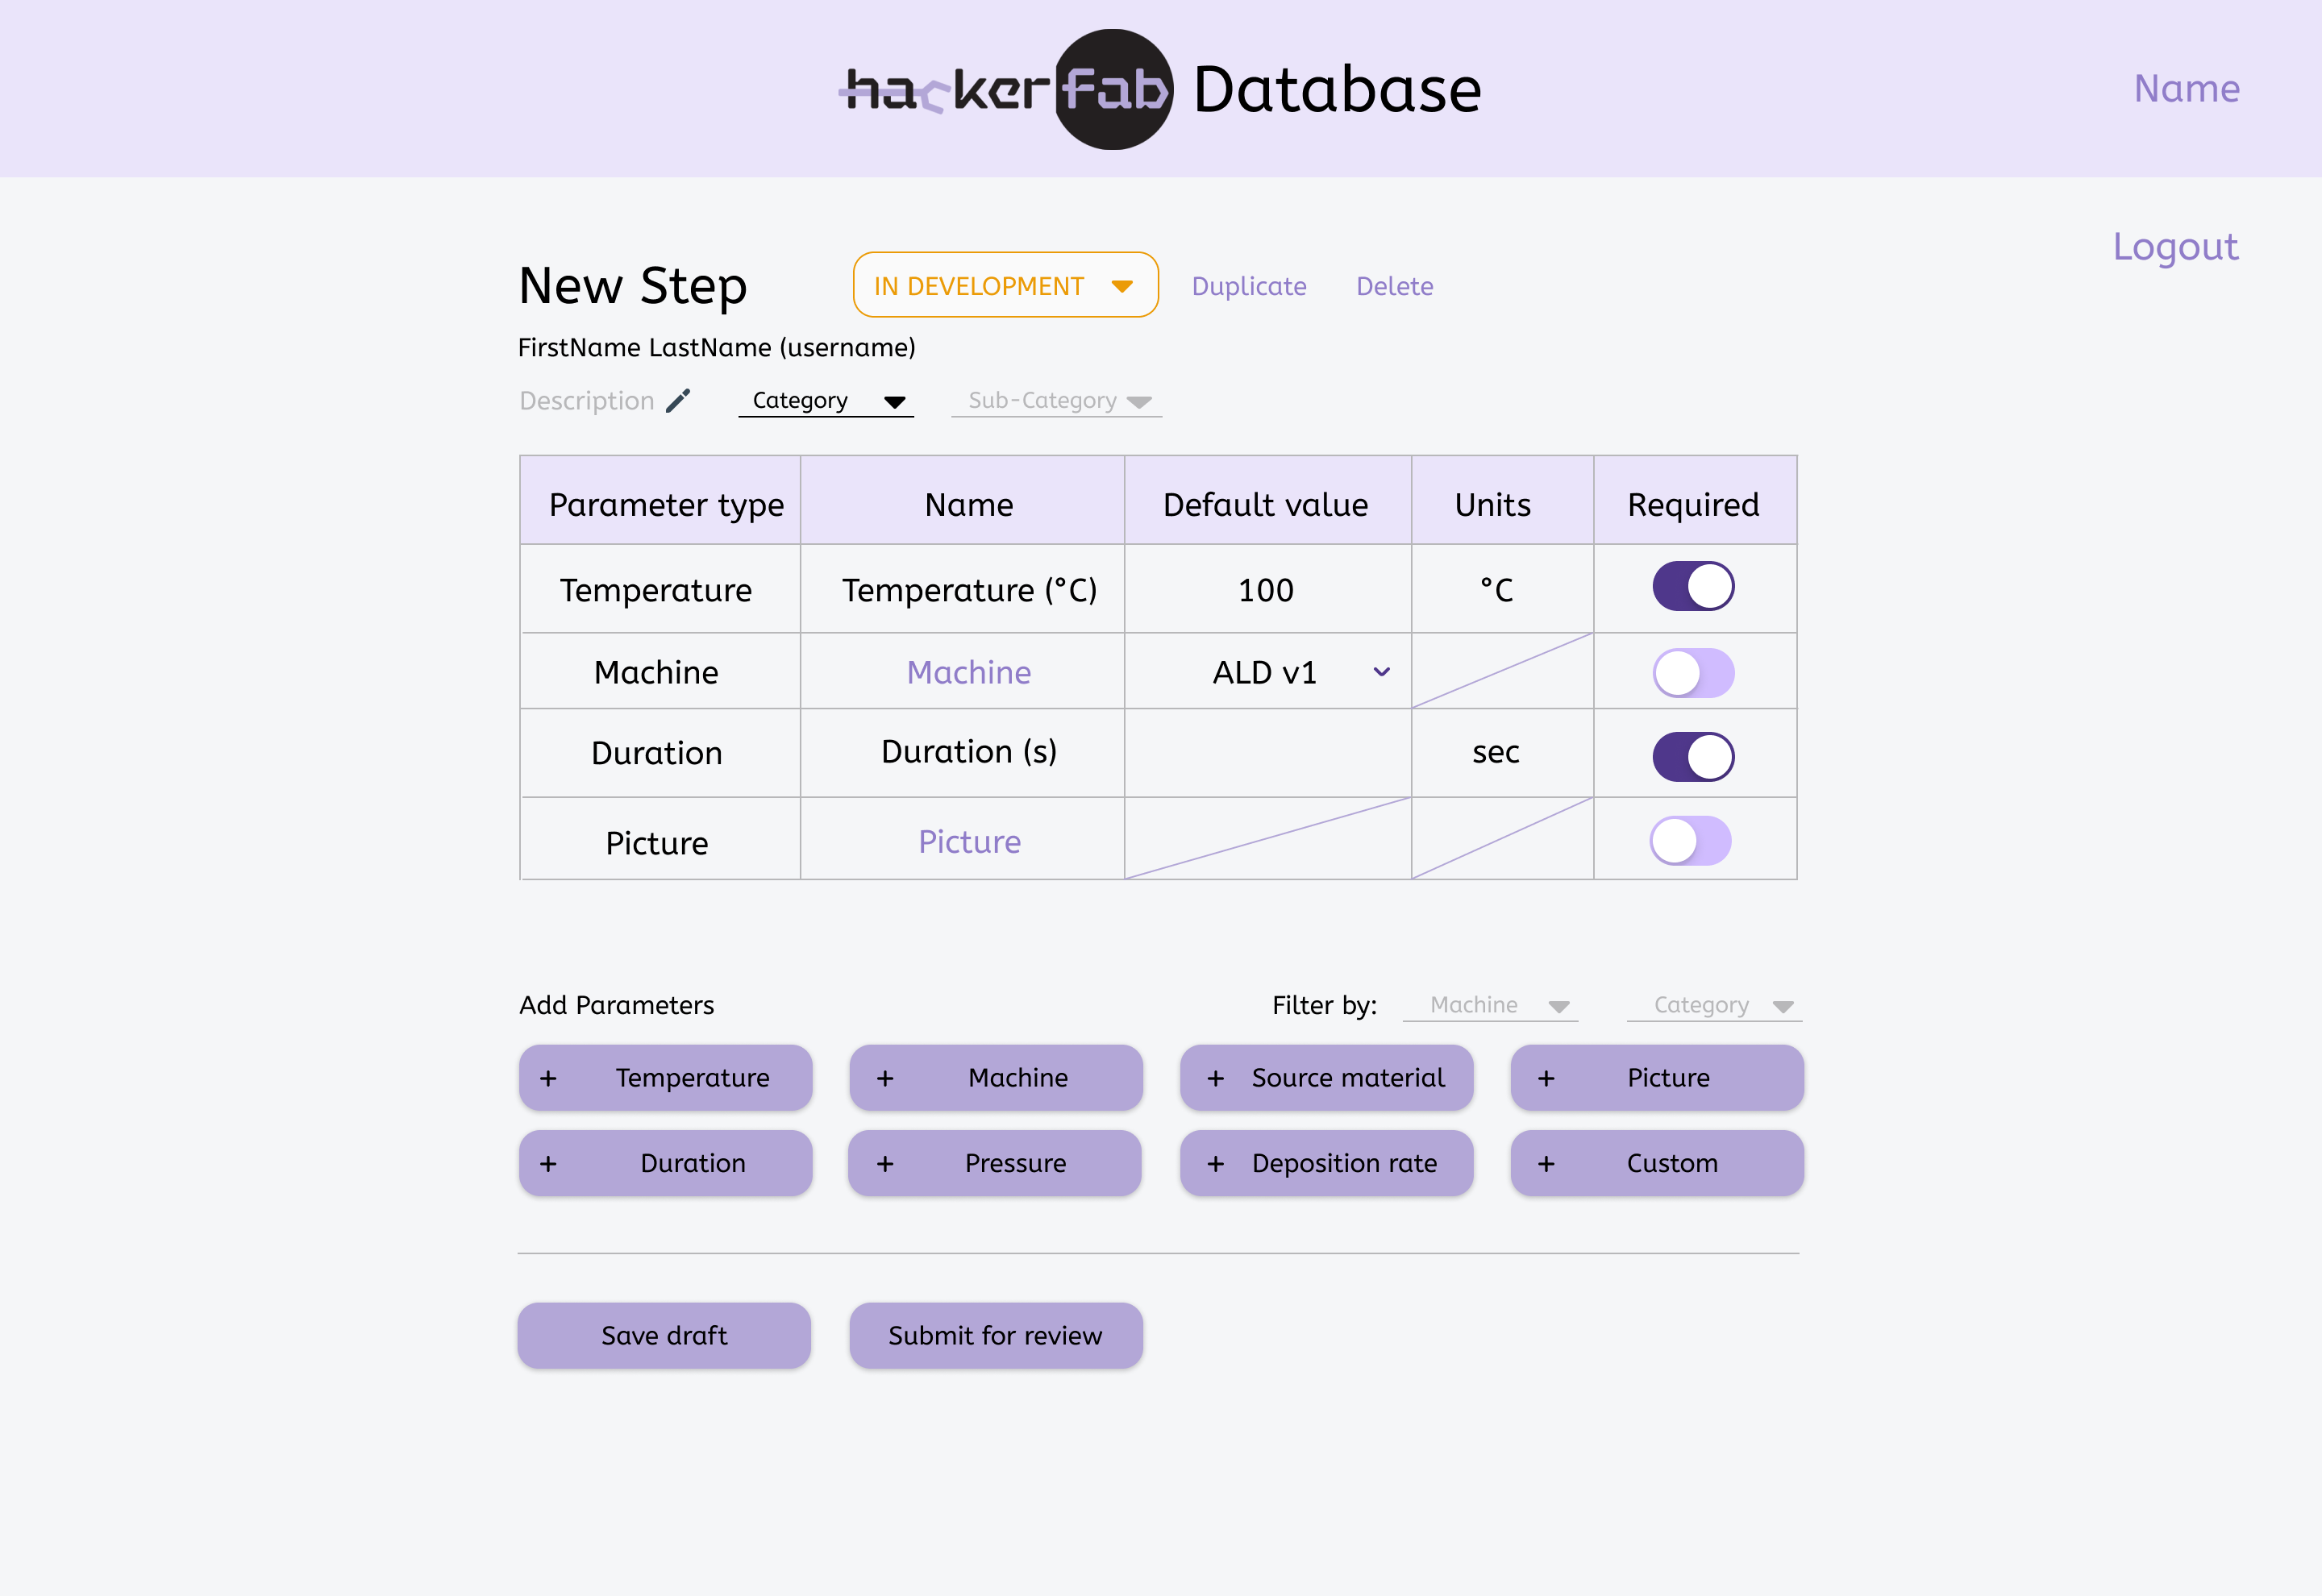 hackerfab Database
Name
Logout
New Step
IN DEVELOPMENT
Duplicate
Delete
FirstName LastName (username)
Description
Category
Sub-Category
Parameter type Name Default value Units Required
Temperature Temperature (°C) 100 °C
Machine Machine ALD v1
Duration Duration (s) sec
Picture Picture
Add Parameters
Filter by: Machine Category
+ Temperature + Machine + Source material + Picture
+ Duration + Pressure + Deposition rate + Custom
Save draft Submit for review